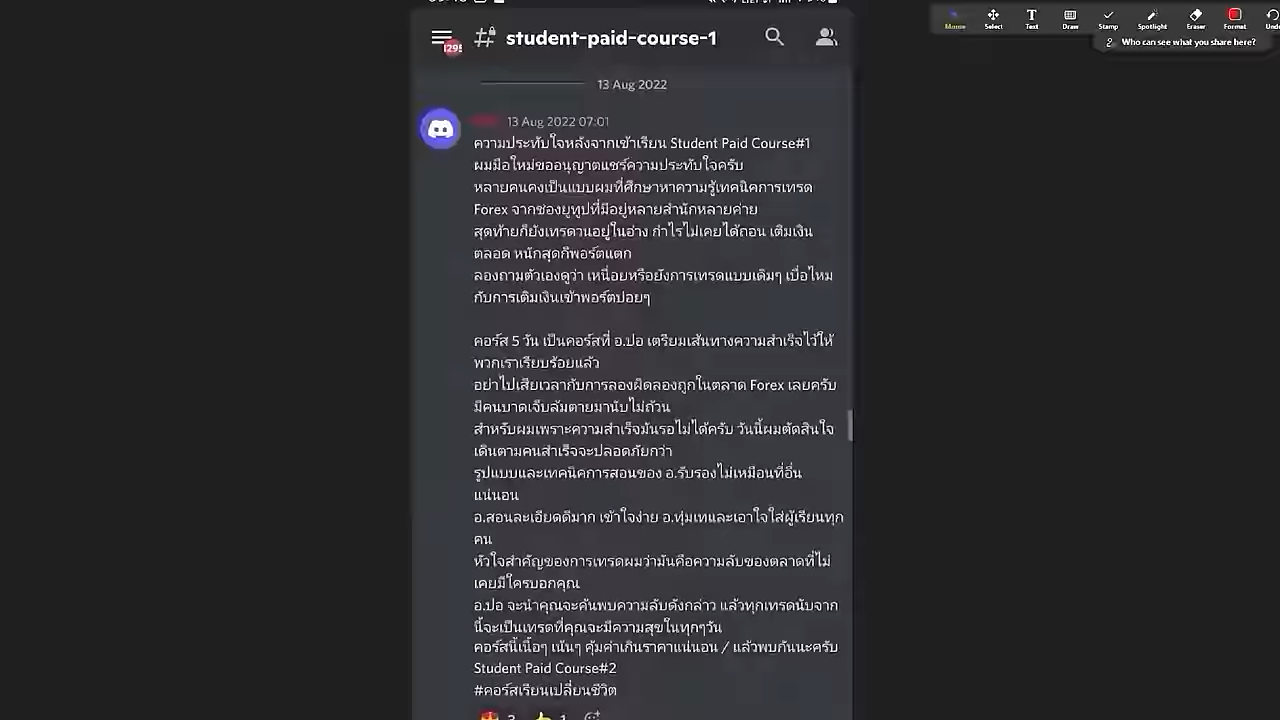 Mouse
Select
Text
Draw
Stamp
Spotlight
Eraser
Format
Who can see what you share here?
student-paid-course-1
13 Aug 2022
13 Aug 2022 07:01
ความประทับใจหลังจากเข้าเรียน Student Paid Course#1
ผมมือใหม่ขออนุญาตแชร์ความประทับใจครับ
หลายคนคงเป็นแบบผมที่ศึกษาหาความรู้เทคนิคการเทรด
Forex จากช่องยูทูปที่มีอยู่หลายสำนักหลายค่าย
สุดท้ายก็ยังเทรดวนอยู่ในอ่าง กำไรไม่เคยได้ถอน เติมเงิน
ตลอด หนักสุดก็พอร์ตแตก
ลองถามตัวเองดูว่า เหนื่อยหรือยังการเทรดแบบเดิมๆ เบื่อไหม
กับการเติมเงินเข้าพอร์ตบ่อยๆ
คอร์ส 5 วัน เป็นคอร์สที่ อ.ปอ เตรียมเส้นทางความสำเร็จไว้ให้
พวกเราเรียบร้อยแล้ว
อย่าไปเสียเวลากับการลองผิดลองถูกในตลาด Forex เลยครับ
มีคนบาดเจ็บล้มตายมานับไม่ถ้วน
สำหรับผมเพราะความสำเร็จมันรอไม่ได้ครับ วันนี้ผมตัดสินใจ
เดินตามคนสำเร็จจะปลอดภัยกว่า
รูปแบบและเทคนิคการสอนของ อ.รับรองไม่เหมือนที่อื่น
แน่นอน
อ.สอนละเอียดดีมาก เข้าใจง่าย อ.ทุ่มเทและเอาใจใส่ผู้เรียนทุก
คน
หัวใจสำคัญของการเทรดผมว่ามันคือความลับของตลาดที่ไม่
เคยมีใครบอกคุณ
อ.ปอ จะนำคุณจะค้นพบความลับดังกล่าว แล้วทุกเทรดนับจาก
นี้จะเป็นเทรดที่คุณจะมีความสุขในทุกๆวัน
คอร์สนี้เนื้อๆ เน้นๆ คุ้มค่าเกินราคาแน่นอน / แล้วพบกันนะครับ
Student Paid Course#2
#คอร์สเรียนเปลี่ยนชีวิต